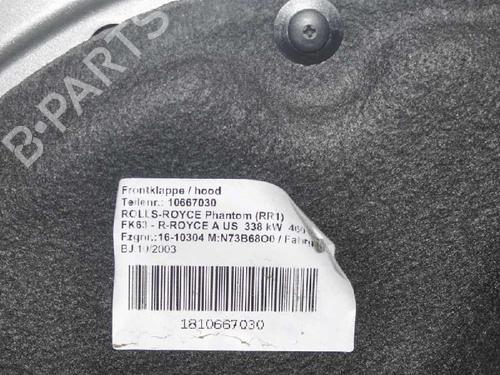 B-PARTS
Frontklappe / hood
Teilenr.: 10667030
ROLLS-ROYCE Phantom (RR1)
FK63 - R-ROYCE A US 338 kW 460
Fzgnr.:16-10304 M:N73B68O0 /
BJ.10/2003
1810667030